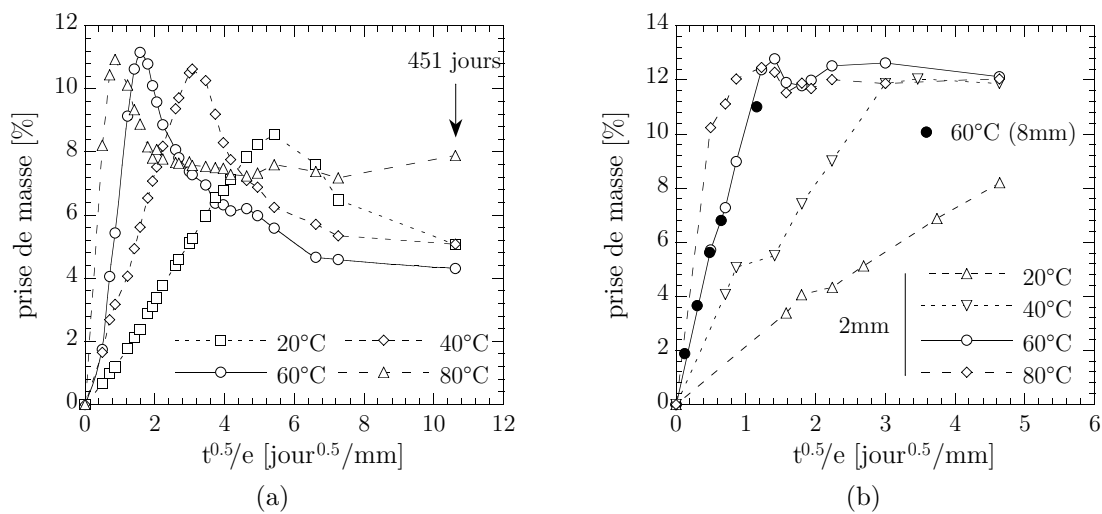 12
10
8
6
4
2
0
prise de masse [%]
451 jours
20°C
40°C
60°C
80°C
0
2
4
6
8
10
12
t^0.5/e [jour^0.5/mm]
(a)
14
12
10
8
6
4
2
0
prise de masse [%]
60°C (8mm)
2mm
20°C
40°C
60°C
80°C
0
1
2
3
4
5
6
t^0.5/e [jour^0.5/mm]
(b)